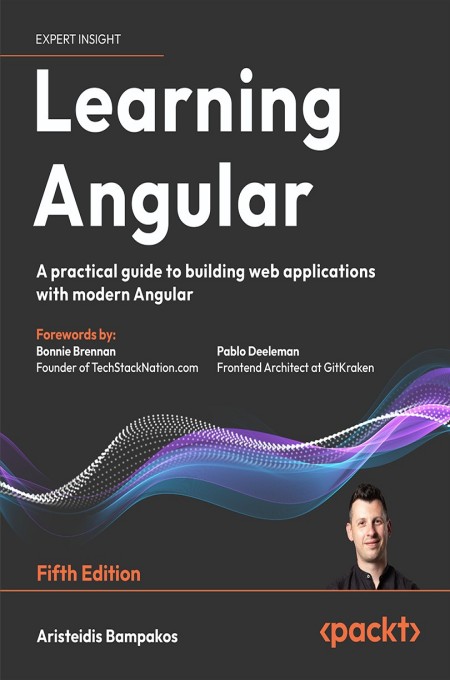 EXPERT INSIGHT
Learning
Angular
A practical guide to building web applications
with modern Angular
Forewords by:
Bonnie Brennan
Founder of TechStackNation.com
Pablo Deeleman
Frontend Architect at GitKraken
Fifth Edition
Aristeidis Bampakos
<packt>